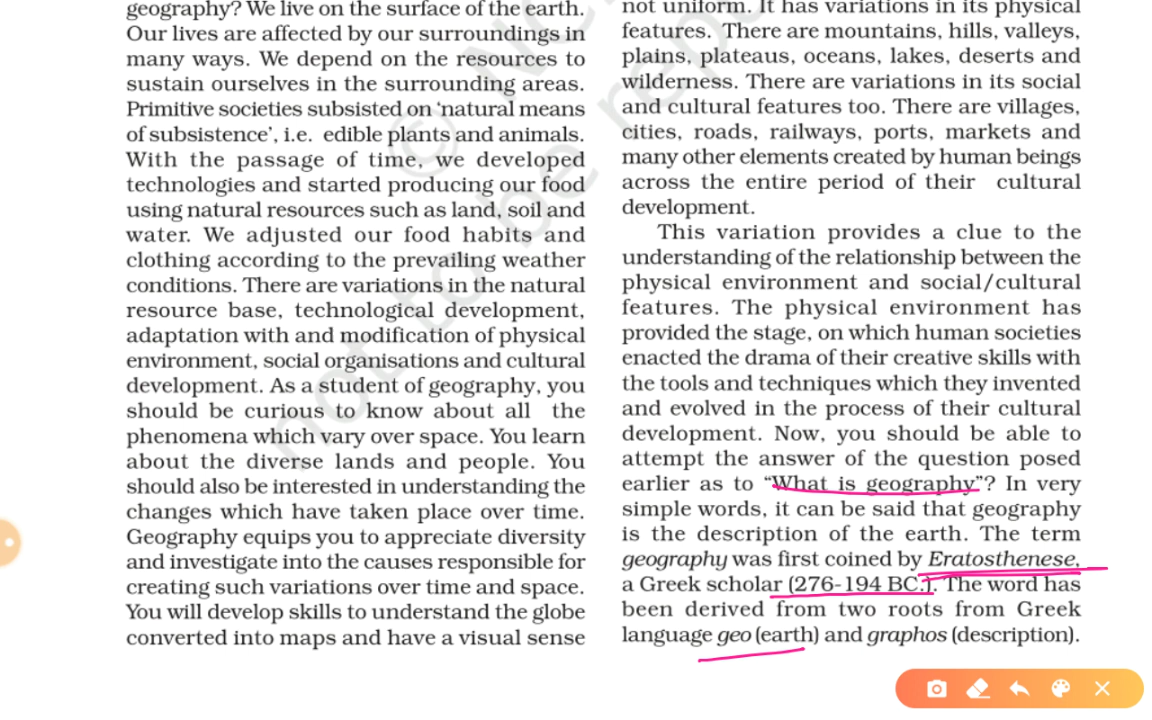 geography? We live on the surface of the earth.
Our lives are affected by our surroundings in
many ways. We depend on the resources to
sustain ourselves in the surrounding areas.
Primitive societies subsisted on ‘natural means
of subsistence’, i.e. edible plants and animals.
With the passage of time, we developed
technologies and started producing our food
using natural resources such as land, soil and
water. We adjusted our food habits and
clothing according to the prevailing weather
conditions. There are variations in the natural
resource base, technological development,
adaptation with and modification of physical
environment, social organisations and cultural
development. As a student of geography, you
should be curious to know about all the
phenomena which vary over space. You learn
about the diverse lands and people. You
should also be interested in understanding the
changes which have taken place over time.
Geography equips you to appreciate diversity
and investigate into the causes responsible for
creating such variations over time and space.
You will develop skills to understand the globe
converted into maps and have a visual sense
not uniform. It has variations in its physical
features. There are mountains, hills, valleys,
plains, plateaus, oceans, lakes, deserts and
wilderness. There are variations in its social
and cultural features too. There are villages,
cities, roads, railways, ports, markets and
many other elements created by human beings
across the entire period of their cultural
development.
This variation provides a clue to the
understanding of the relationship between the
physical environment and social/cultural
features. The physical environment has
provided the stage, on which human societies
enacted the drama of their creative skills with
the tools and techniques which they invented
and evolved in the process of their cultural
development. Now, you should be able to
attempt the answer of the question posed
earlier as to “What is geography”? In very
simple words, it can be said that geography
is the description of the earth. The term
geography was first coined by Eratosthenese,
a Greek scholar (276-194 BC.). The word has
been derived from two roots from Greek
language geo (earth) and graphos (description).
© NC
not to be rep